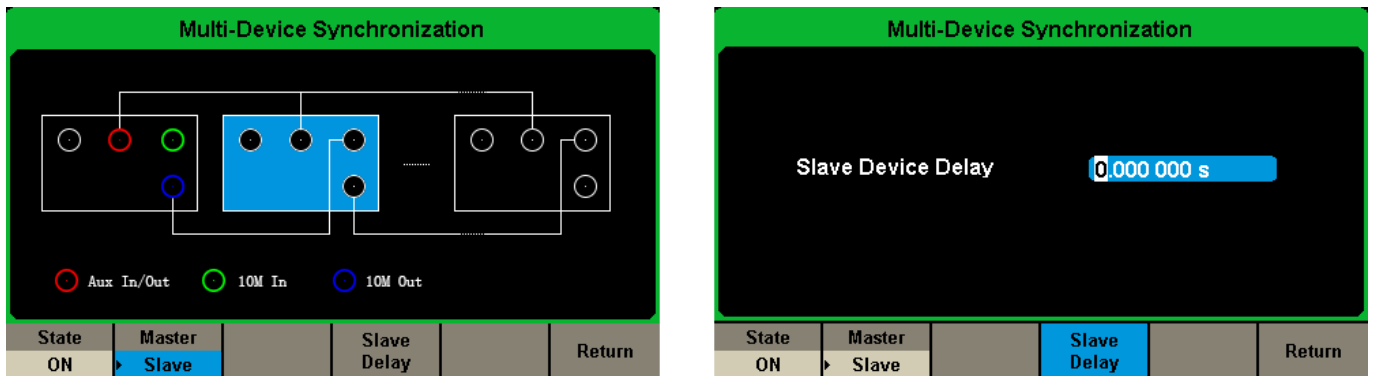 Multi-Device Synchronization
Aux In/Out 10M In 10M Out
State Master Slave Return
ON Slave Delay
Multi-Device Synchronization
Slave Device Delay 0.000 000 s
State Master Slave Return
ON Slave Delay